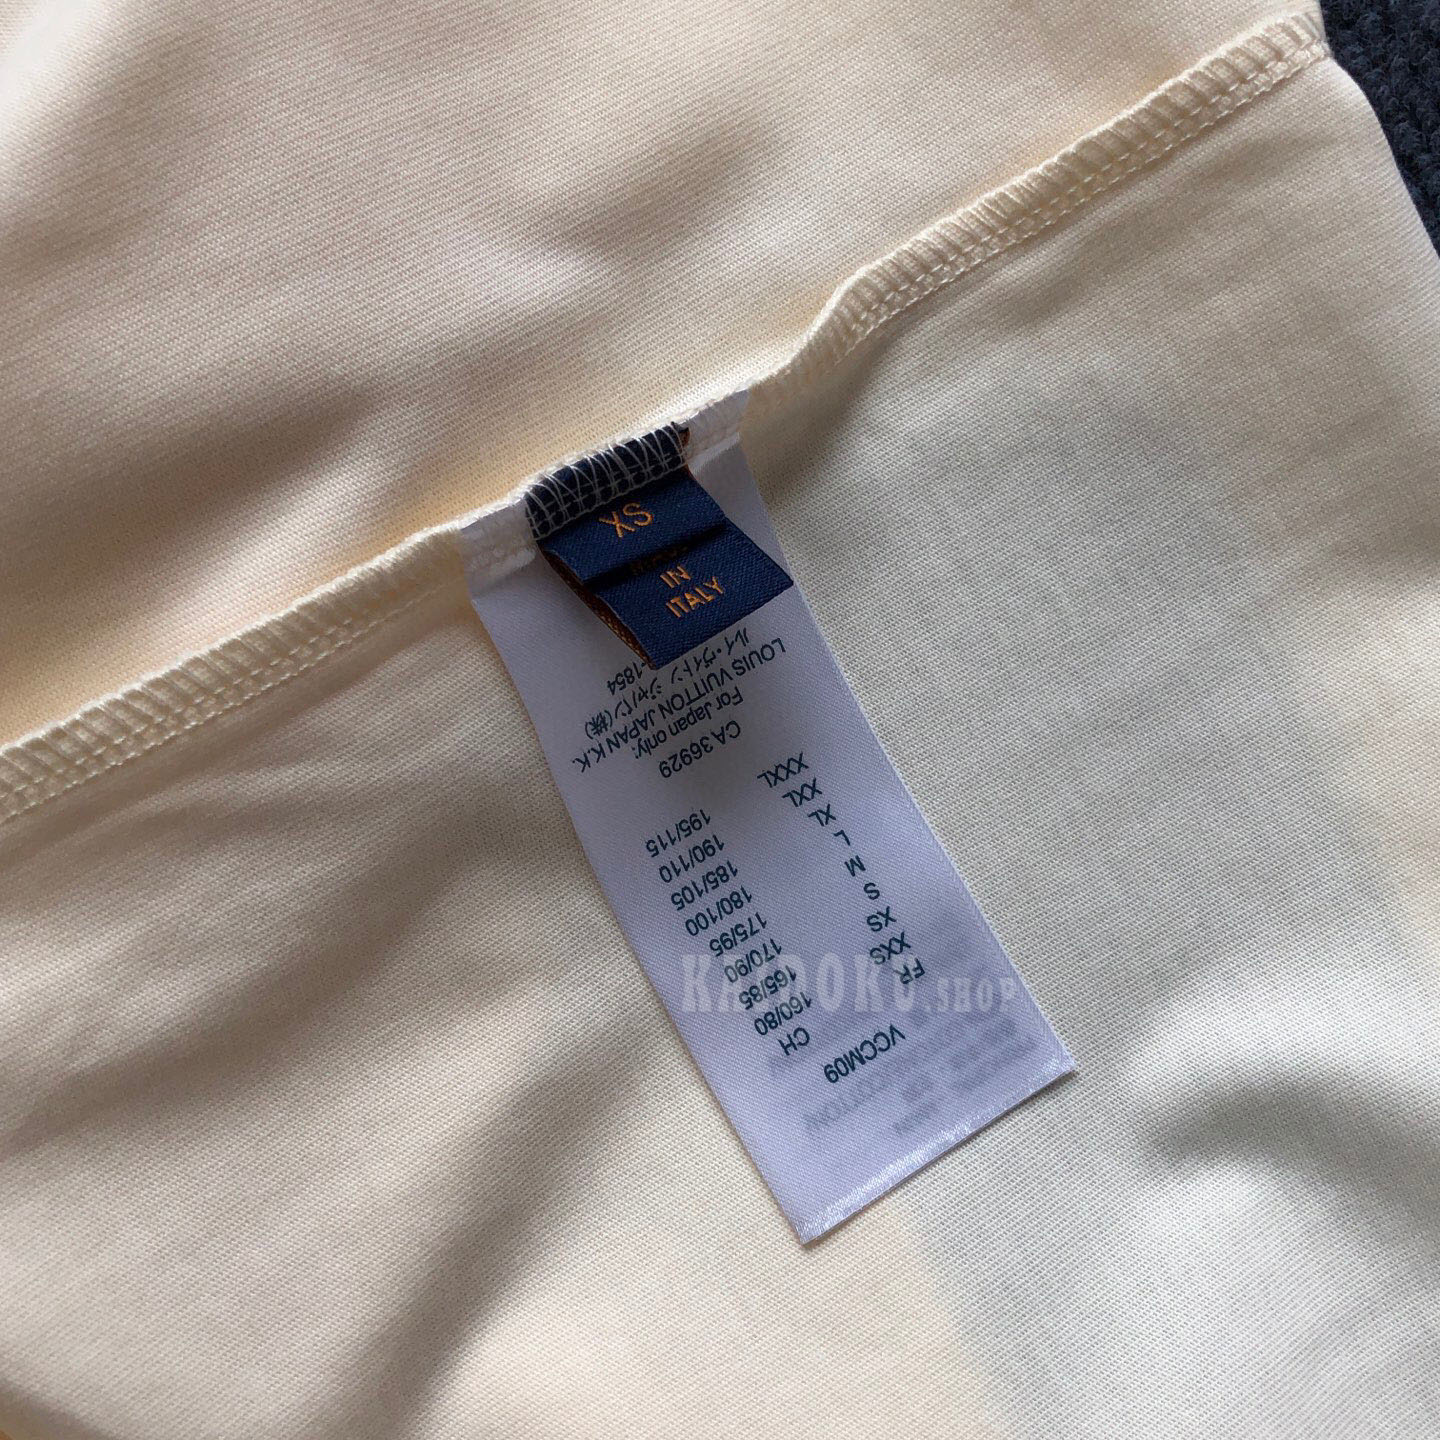 XS
IN
ITALY
VCCM09
FR CH
XXS 160/80
XS 165/85
S 170/90
M 175/95
L 180/100
XL 185/105
XXL 190/110
XXXL 195/115
CA 36929
For Japan only:
LOUIS VUITTON JAPAN K.K.
ルイ・ヴィトン ジャパン(株)
-1854
COTTON
KAIDOKU.SHOP